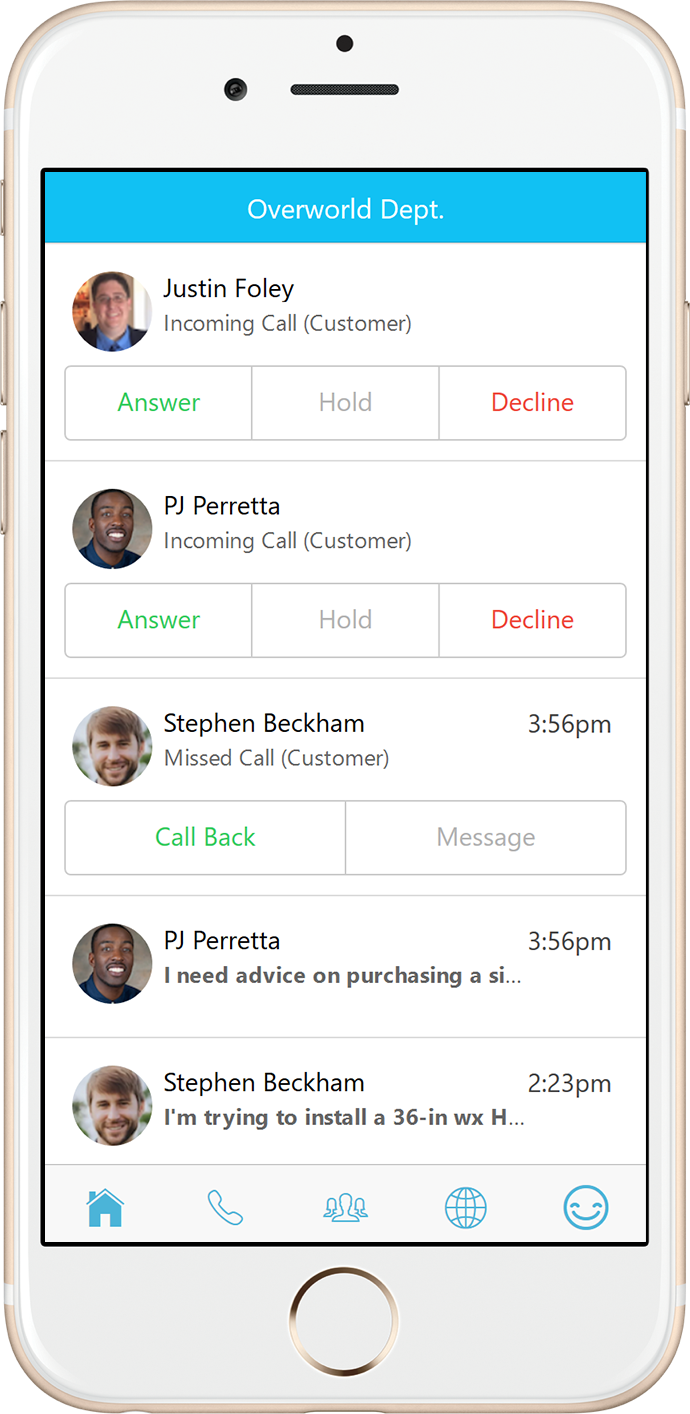 Overworld Dept.
Justin Foley
Incoming Call (Customer)
Answer Hold Decline
PJ Perretta
Incoming Call (Customer)
Answer Hold Decline
Stephen Beckham 3:56pm
Missed Call (Customer)
Call Back Message
PJ Perretta 3:56pm
I need advice on purchasing a si...
Stephen Beckham 2:23pm
I'm trying to install a 36-in wx H...